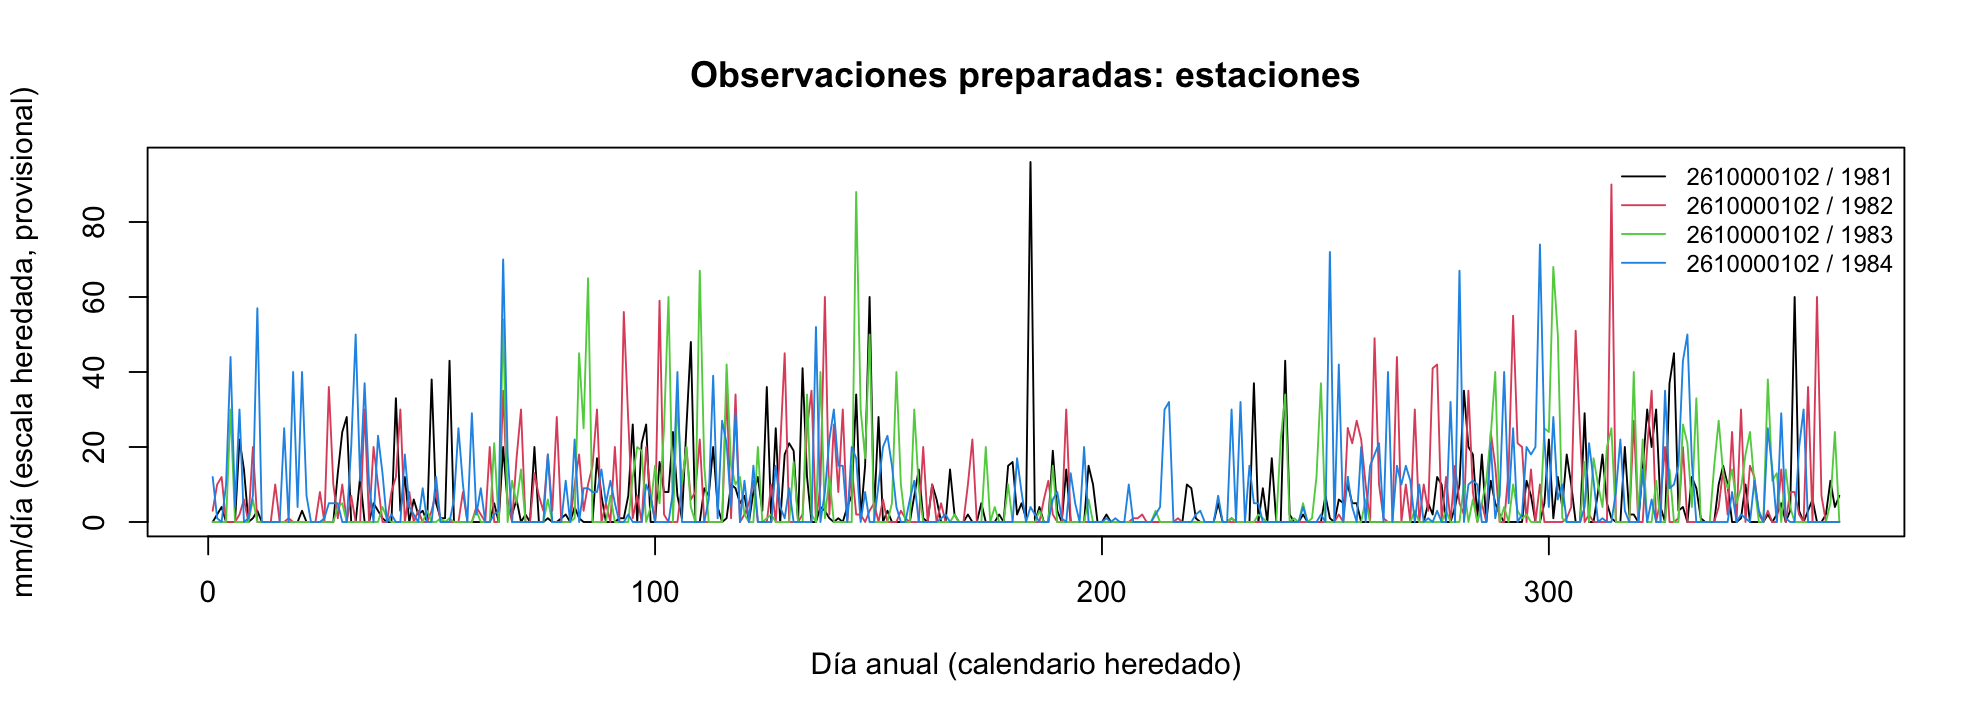 Observaciones preparadas: estaciones
mm/día (escala heredada, provisional)
80
60
40
20
0
2610000102 / 1981
2610000102 / 1982
2610000102 / 1983
2610000102 / 1984
0 100 200 300
Día anual (calendario heredado)